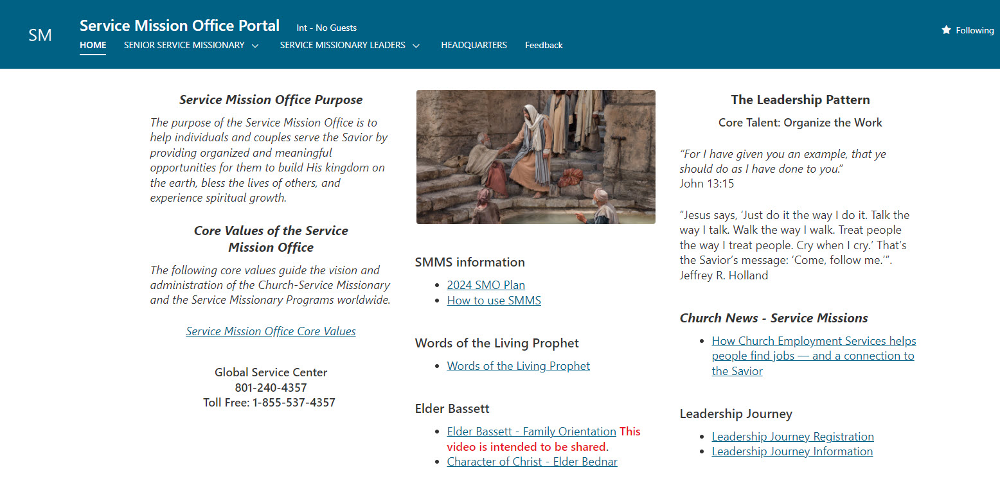 SM
Service Mission Office Portal
Int - No Guests
Following
HOME
SENIOR SERVICE MISSIONARY
SERVICE MISSIONARY LEADERS
HEADQUARTERS
Feedback
Service Mission Office Purpose
The purpose of the Service Mission Office is to
help individuals and couples serve the Savior by
providing organized and meaningful
opportunities for them to build His kingdom on
the earth, bless the lives of others, and
experience spiritual growth.
Core Values of the Service
Mission Office
The following core values guide the vision and
administration of the Church-Service Missionary
and the Service Missionary Programs worldwide.
Service Mission Office Core Values
Global Service Center
801-240-4357
Toll Free: 1-855-537-4357
SMMS information
• 2024 SMO Plan
• How to use SMMS
Words of the Living Prophet
• Words of the Living Prophet
Elder Bassett
• Elder Bassett - Family Orientation This
video is intended to be shared.
• Character of Christ - Elder Bednar
The Leadership Pattern
Core Talent: Organize the Work
“For I have given you an example, that ye
should do as I have done to you.”
John 13:15
“Jesus says, ‘Just do it the way I do it. Talk the
way I talk. Walk the way I walk. Treat people
the way I treat people. Cry when I cry.’ That’s
the Savior’s message: ‘Come, follow me.’”.
Jeffrey R. Holland
Church News - Service Missions
• How Church Employment Services helps
people find jobs — and a connection to
the Savior
Leadership Journey
• Leadership Journey Registration
• Leadership Journey Information